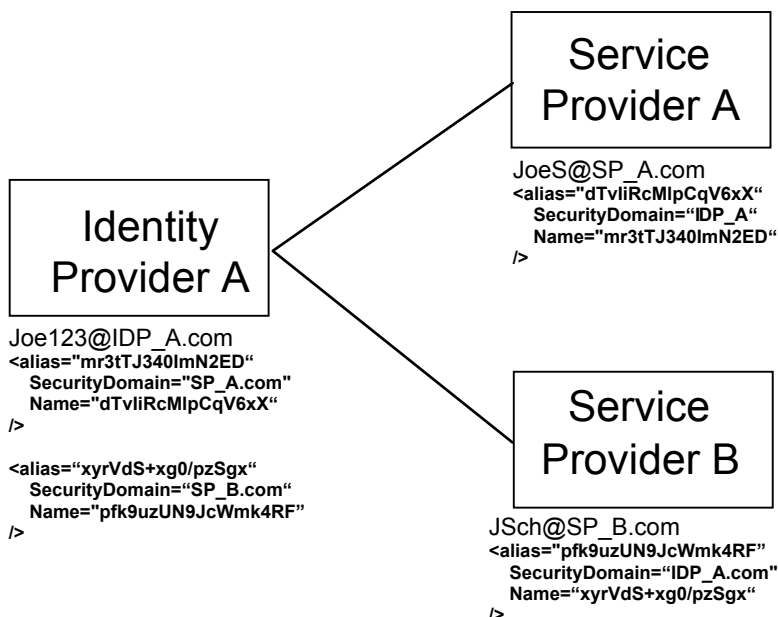 Identity
Provider A
Joe123@IDP_A.com
<alias="mr3tTJ340ImN2ED“
SecurityDomain="SP_A.com"
Name="dTvIiRcMlpCqV6xX“
/>
<alias=“xyrVdS+xg0/pzSgx“
SecurityDomain=“SP_B.com“
Name="pfk9uzUN9JcWmk4RF”
/>
Service
Provider A
JoeS@SP_A.com
<alias="dTvIiRcMlpCqV6xX“
SecurityDomain=“IDP_A“
Name="mr3tTJ340ImN2ED“
/>
Service
Provider B
JSch@SP_B.com
<alias="pfk9uzUN9JcWmk4RF”
SecurityDomain=“IDP_A.com"
Name=“xyrVdS+xg0/pzSgx“
/>